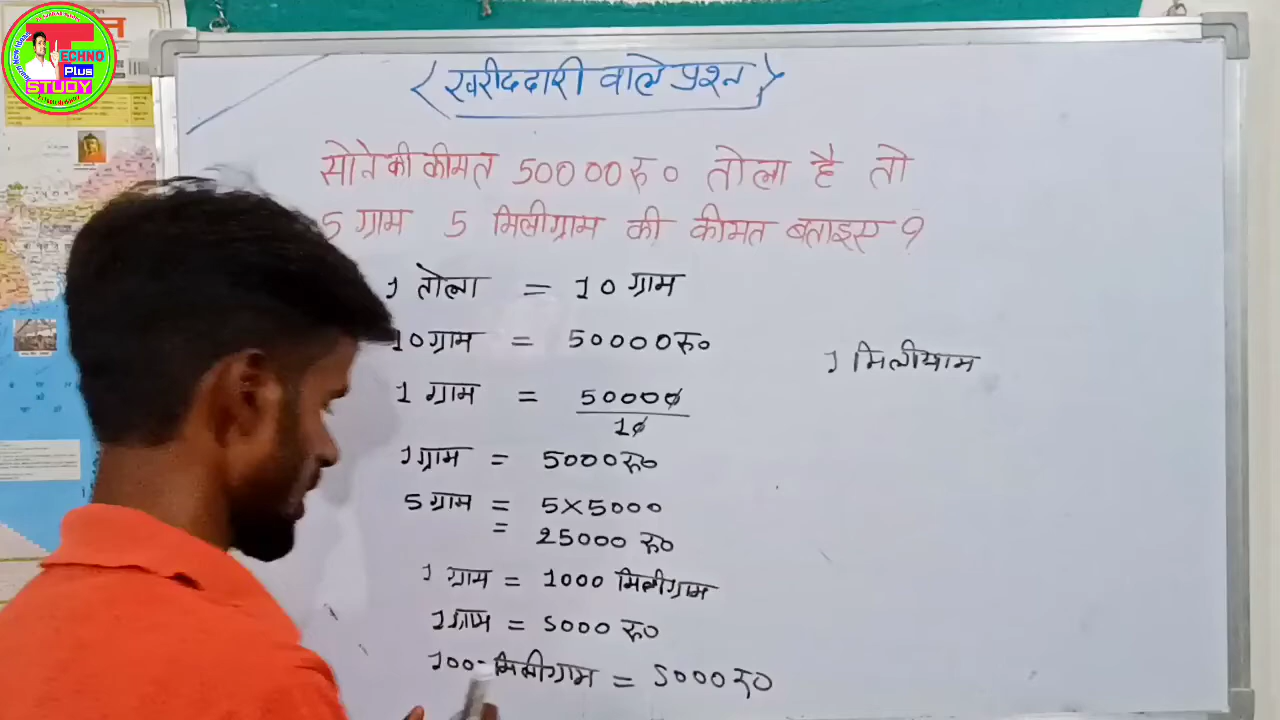 TECHNO
Plus
STUDY
< खरीददारी वाले प्रश्न >
सोने की कीमत 50000 रु० तोला है तो
5 ग्राम 5 मिलीग्राम की कीमत बताइए ?
1 तोला = 10 ग्राम
10 ग्राम = 50000 रु०
1 मिलीग्राम
1 ग्राम = 50000
10
1 ग्राम = 5000 रु०
5 ग्राम = 5×5000
= 25000 रु०
1 ग्राम = 1000 मिलीग्राम
1 ग्राम = 5000 रु०
मिलीग्राम = 5000 रु०